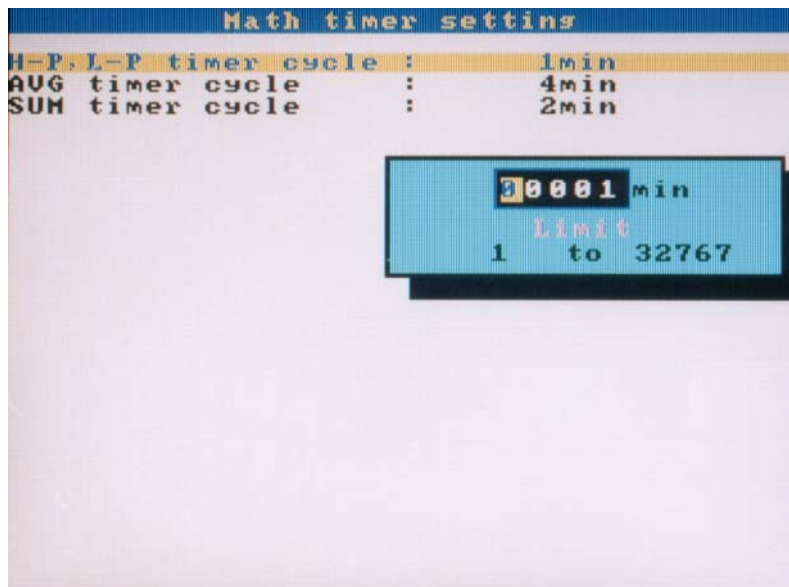 Math timer setting
H-P,L-P timer cycle : 1min
AVG timer cycle : 4min
SUM timer cycle : 2min
00001 min
Limit
1 to 32767